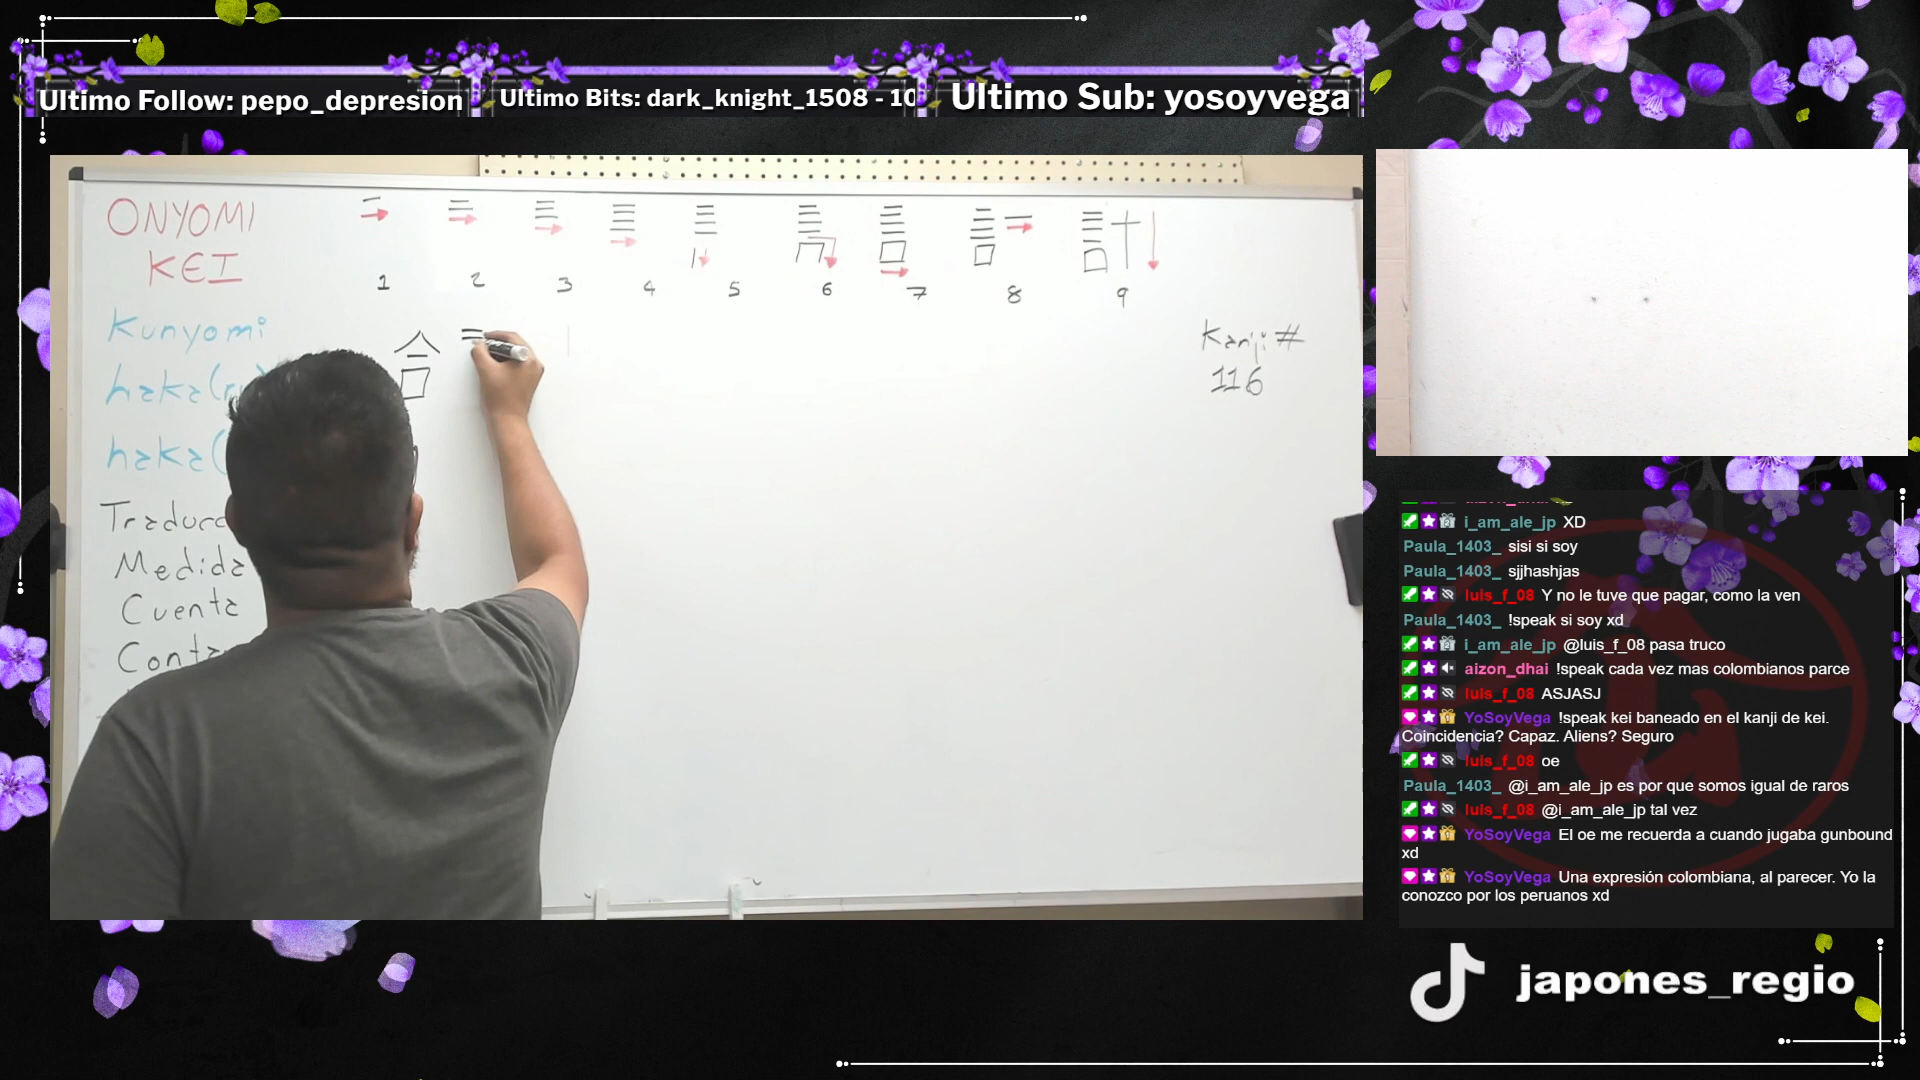 Ultimo Follow: pepo_depresion
Ultimo Bits: dark_knight_1508 - 10
Ultimo Sub: yosoyvega
ONYOMI
KEI
1 2 3 4 5 6 7 8 9
Kunyomi
haka(
haka(
合
Kanji #
116
Medida
Cuenta
i_am_ale_jp XD
Paula_1403_ sisi si soy
Paula_1403_ sjjhashjas
luis_f_08 Y no le tuve que pagar, como la ven
Paula_1403_ !speak si soy xd
i_am_ale_jp @luis_f_08 pasa truco
aizon_dhai !speak cada vez mas colombianos parce
luis_f_08 ASJASJ
YoSoyVega !speak kei baneado en el kanji de kei.
Coincidencia? Capaz. Aliens? Seguro
luis_f_08 oe
Paula_1403_ @i_am_ale_jp es por que somos igual de raros
luis_f_08 @i_am_ale_jp tal vez
YoSoyVega El oe me recuerda a cuando jugaba gunbound
xd
YoSoyVega Una expresión colombiana, al parecer. Yo la
conozco por los peruanos xd
japones_regio